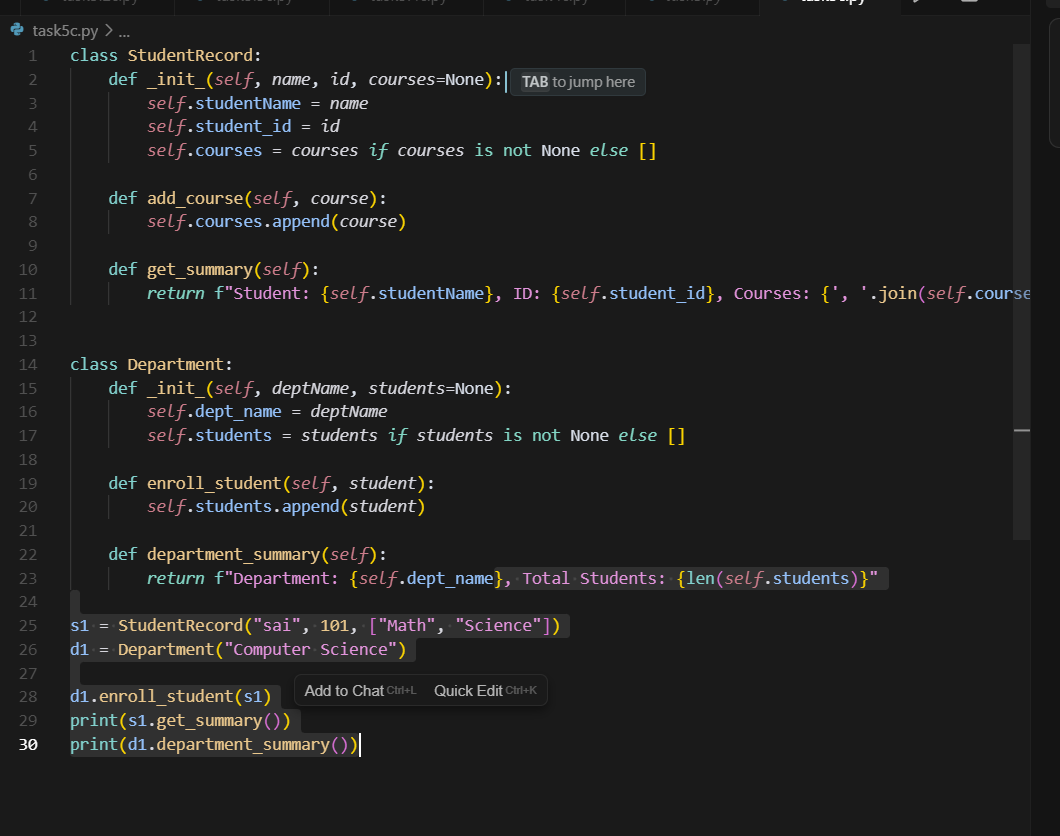 task5c.py > ...
1 class StudentRecord:
2 def _init_(self, name, id, courses=None): TAB to jump here
3 self.studentName = name
4 self.student_id = id
5 self.courses = courses if courses is not None else []
6
7 def add_course(self, course):
8 self.courses.append(course)
9
10 def get_summary(self):
11 return f"Student: {self.studentName}, ID: {self.student_id}, Courses: {', '.join(self.course
12
13
14 class Department:
15 def _init_(self, deptName, students=None):
16 self.dept_name = deptName
17 self.students = students if students is not None else []
18
19 def enroll_student(self, student):
20 self.students.append(student)
21
22 def department_summary(self):
23 return f"Department: {self.dept_name}, Total Students: {len(self.students)}"
24
25 s1 = StudentRecord("sai", 101, ["Math", "Science"])
26 d1 = Department("Computer Science")
27
28 d1.enroll_student(s1)
Add to Chat Ctrl+L Quick Edit Ctrl+K
29 print(s1.get_summary())
30 print(d1.department_summary())